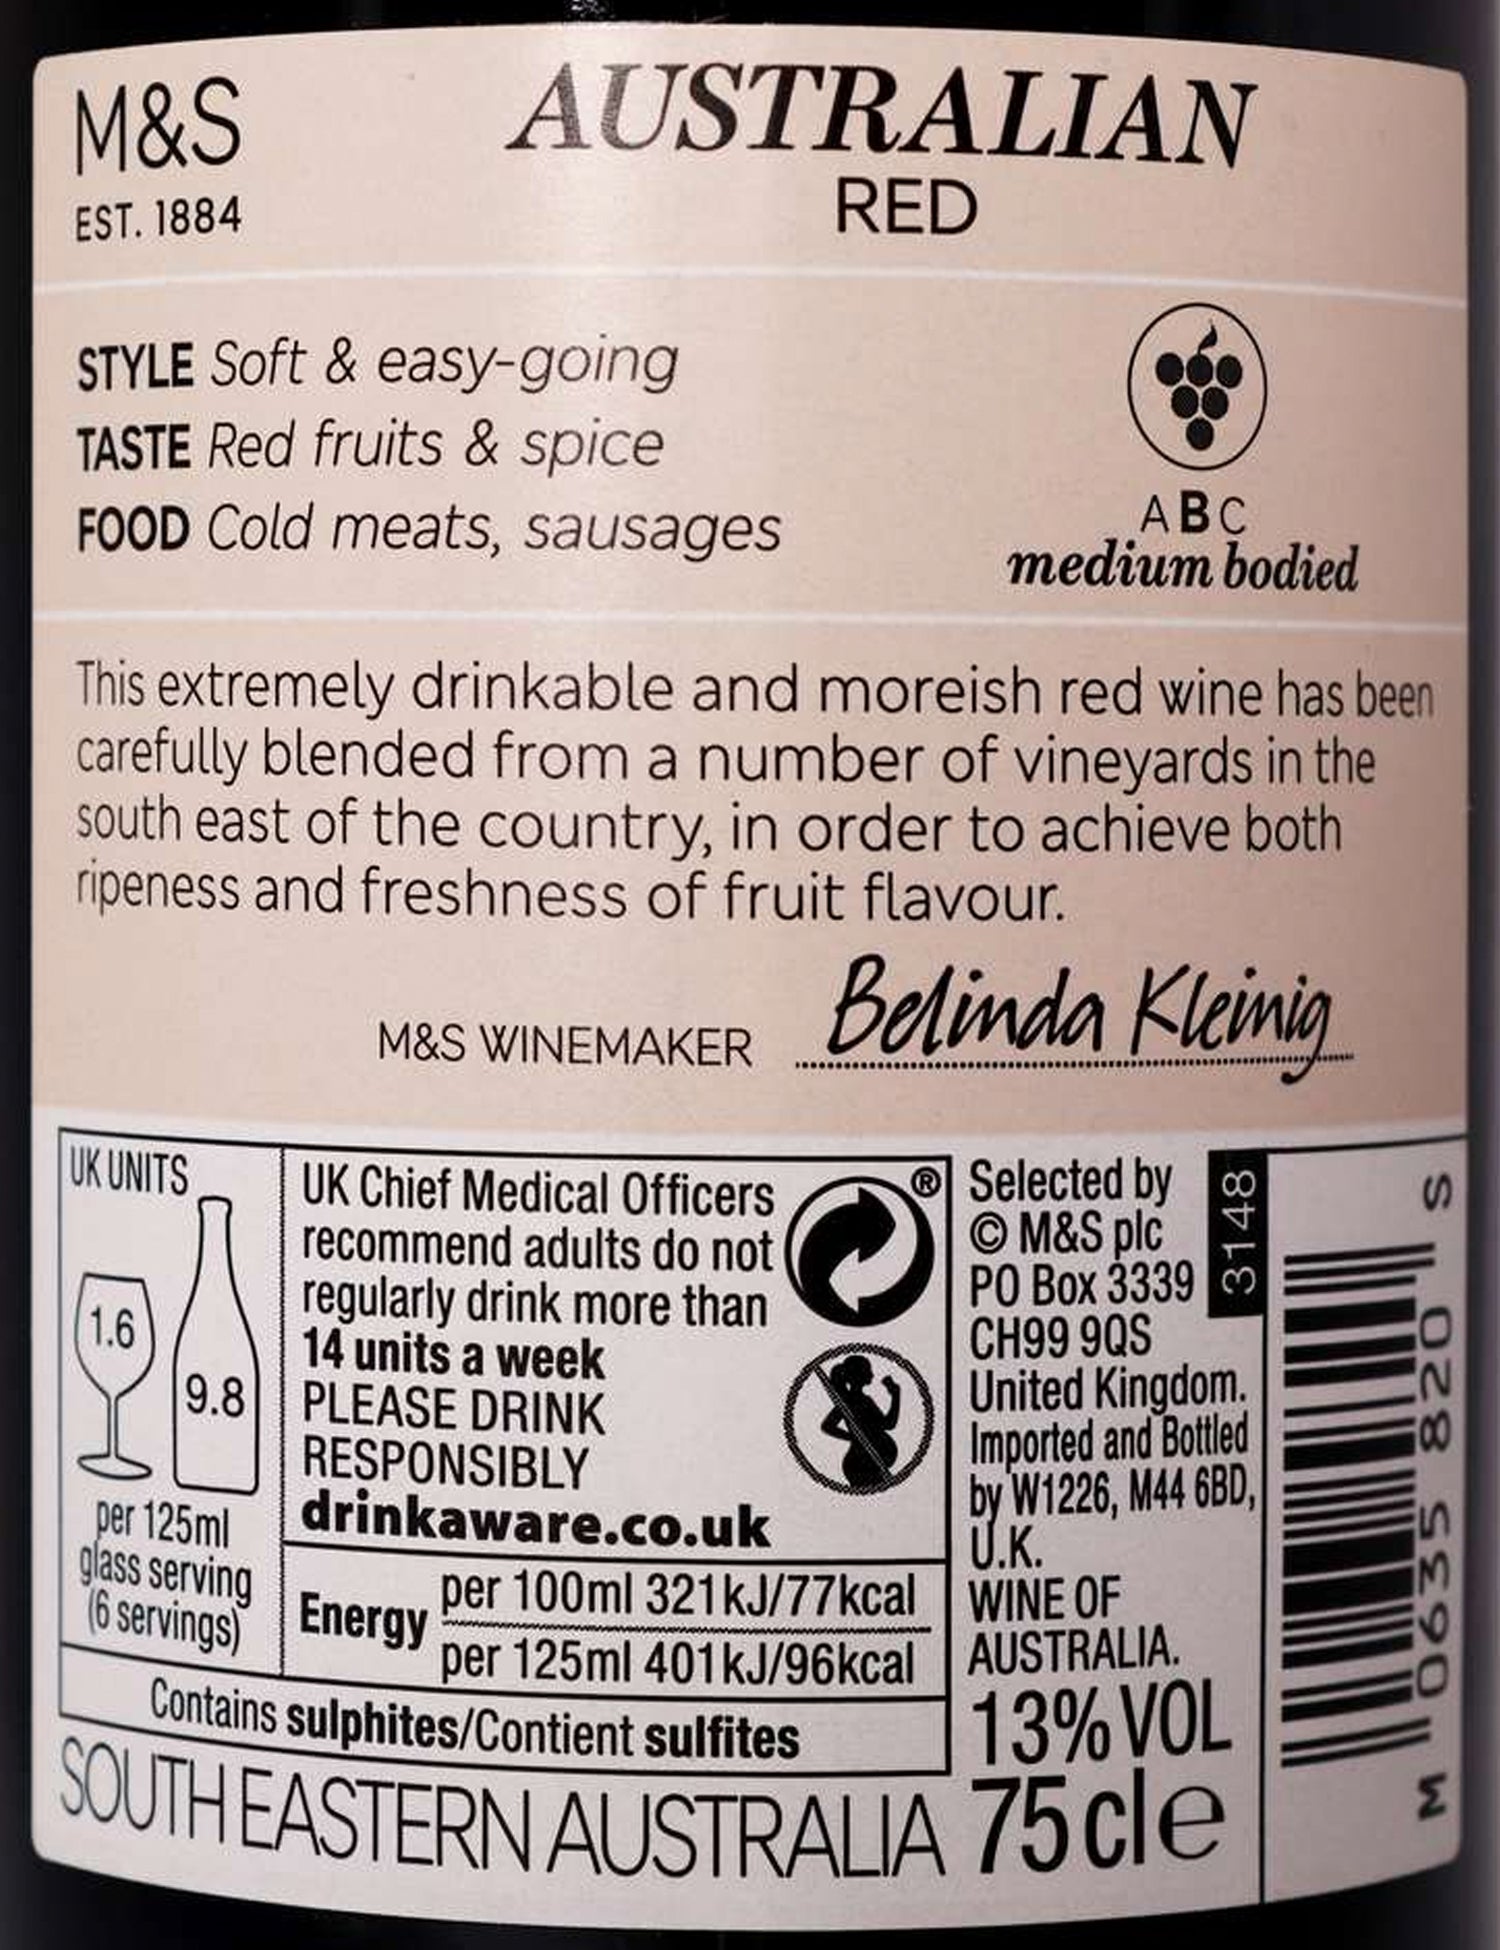 M&S
EST. 1884
AUSTRALIAN
RED
STYLE Soft & easy-going
TASTE Red fruits & spice
FOOD Cold meats, sausages
A B C
medium bodied
This extremely drinkable and moreish red wine has been
carefully blended from a number of vineyards in the
south east of the country, in order to achieve both
ripeness and freshness of fruit flavour.
M&S WINEMAKER Belinda Kleinig
UK UNITS
1.6
9.8
per 125ml
glass serving
(6 servings)
UK Chief Medical Officers
recommend adults do not
regularly drink more than
14 units a week
PLEASE DRINK
RESPONSIBLY
drinkaware.co.uk
®
Energy
per 100ml 321kJ/77kcal
per 125ml 401kJ/96kcal
Contains sulphites/Contient sulfites
SOUTH EASTERN AUSTRALIA
Selected by
© M&S plc
PO Box 3339
CH99 9QS
United Kingdom.
Imported and Bottled
by W1226, M44 6BD,
U.K.
WINE OF
AUSTRALIA.
13% VOL
75cl e
3148
M 0635 820 S